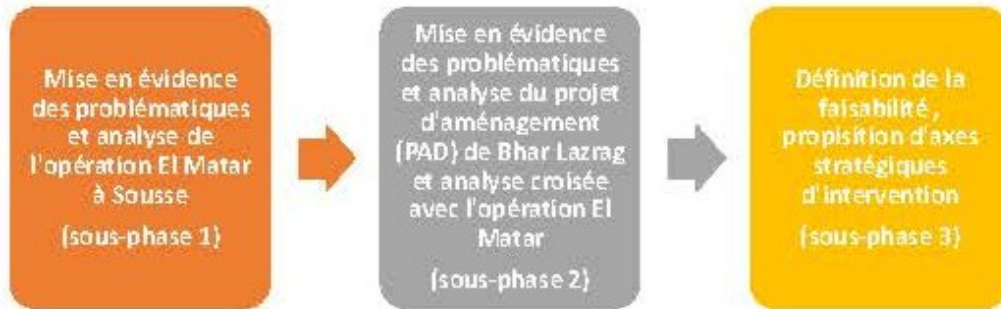 Mise en évidence
des problématiques
et analyse de
l'opération El Matar
à Sousse
(sous-phase 1)
Mise en évidence
des problématiques
et analyse du projet
d'aménagement
(PAD) de Bhar Lazrag
et analyse croisée
avec l'opération El
Matar
(sous-phase 2)
Définition de la
faisabilité,
propisition d'axes
stratégiques
d'intervention
(sous-phase 3)